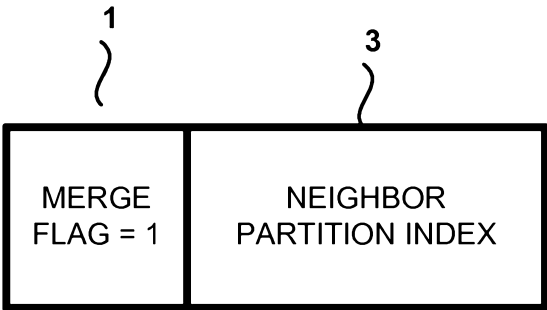 1
3
MERGE
FLAG = 1
NEIGHBOR
PARTITION INDEX